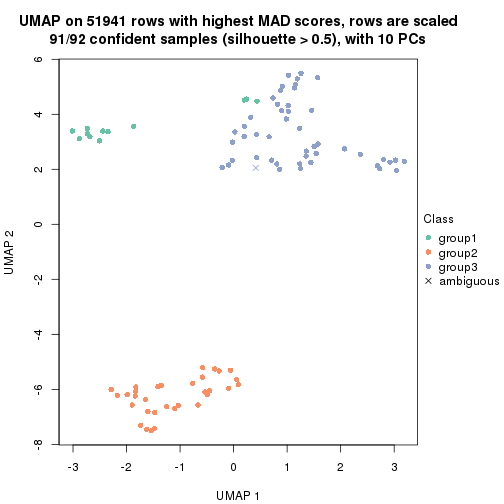 UMAP on 51941 rows with highest MAD scores, rows are scaled
91/92 confident samples (silhouette > 0.5), with 10 PCs
6
4
2
0
-2
-4
-6
-8
UMAP 2
-3
-2
-1
0
1
2
3
UMAP 1
Class
group1
group2
group3
ambiguous